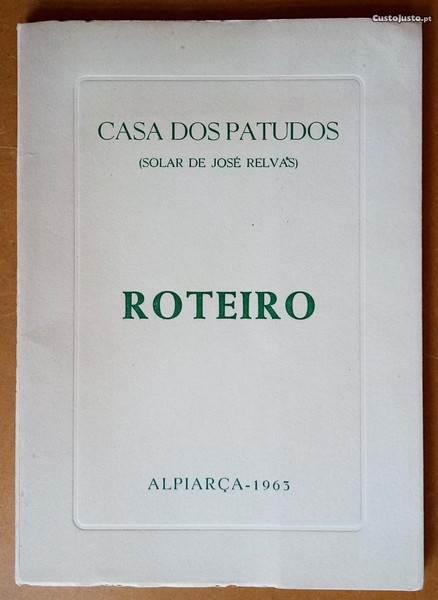 CustoJusto.pt
CASA DOS PATUDOS
(SOLAR DE JOSÉ RELVAS)
ROTEIRO
ALPIARÇA-1963